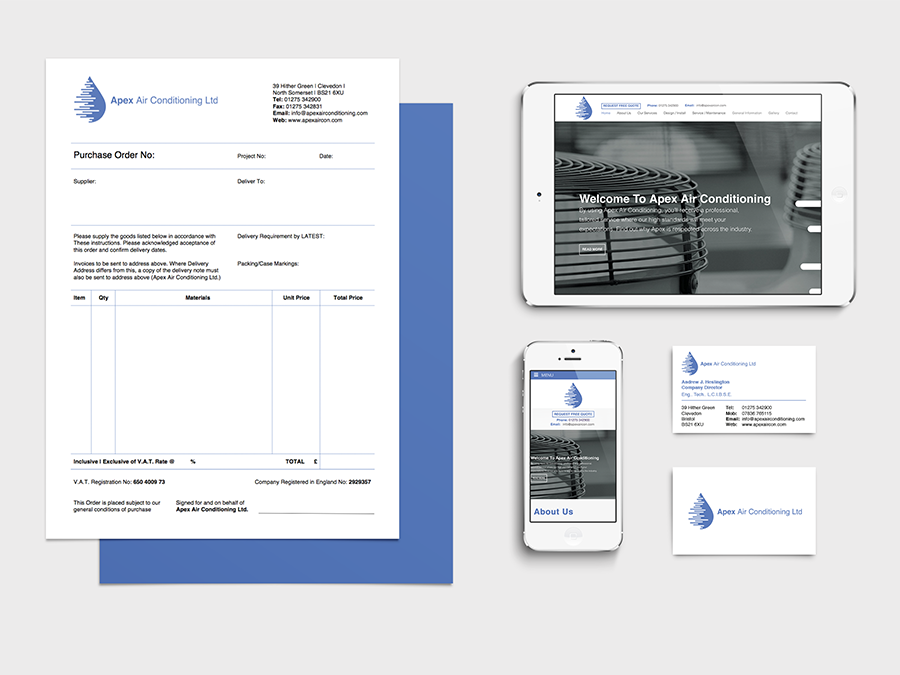 Apex Air Conditioning Ltd
39 Hither Green I Clevedon I
North Somerset I BS21 6XU
Tel: 01275 342900
Fax: 01275 342831
Email: info@apexairconditioning.com
Web: www.apexaircon.com
Purchase Order No:
Project No:
Date:
Supplier:
Deliver To:
Please supply the goods listed below in accordance with
These instructions. Please acknowledged acceptance of
this order and confirm delivery dates.
Delivery Requirement by LATEST:
Invoices to be sent to address above. Where Delivery
Address differs from this, a copy of the delivery note must
also be sent to address above (Apex Air Conditioning Ltd.)
Packing/Case Markings:
Item Qty Materials Unit Price Total Price
Inclusive I Exclusive of V.A.T. Rate @ % TOTAL £
V.A.T. Registration No: 650 4009 73
Company Registered in England No: 2929357
This Order is placed subject to our
general conditions of purchase
Signed for and on behalf of
Apex Air Conditioning Ltd.
REQUEST FREE QUOTE Phone: 01275 342900 Email: info@apexaircon.com
Home About Us Our Services Design / Install Service / Maintenance General Information Gallery Contact
Welcome To Apex Air Conditioning
By using Apex Air Conditioning, you'll receive a professional,
tailored service where our high standards will meet your
expectations. Find out why Apex is respected across the industry.
READ MORE
MENU
REQUEST FREE QUOTE
Phone: 01275 342900
Email: info@apexaircon.com
Welcome To Apex Air Conditioning
About Us
Apex Air Conditioning Ltd
Company Director
Eng . Tech . L.C.I.B.S.E.
39 Hither Green
Clevedon
Bristol
BS21 6XU
Tel: 01275 342900
Mob: 07836 765115
Email: info@apexairconditioning.com
Web: www.apexaircon.com
Apex Air Conditioning Ltd